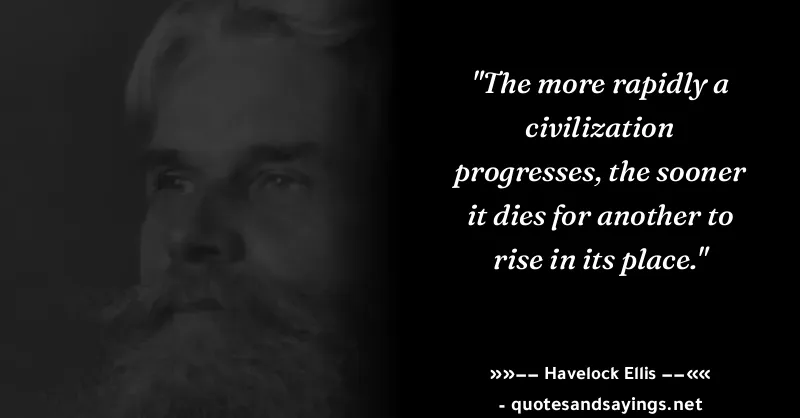 "The more rapidly a
civilization
progresses, the sooner
it dies for another to
rise in its place."
»»−− Havelock Ellis −−««
- quotesandsayings.net